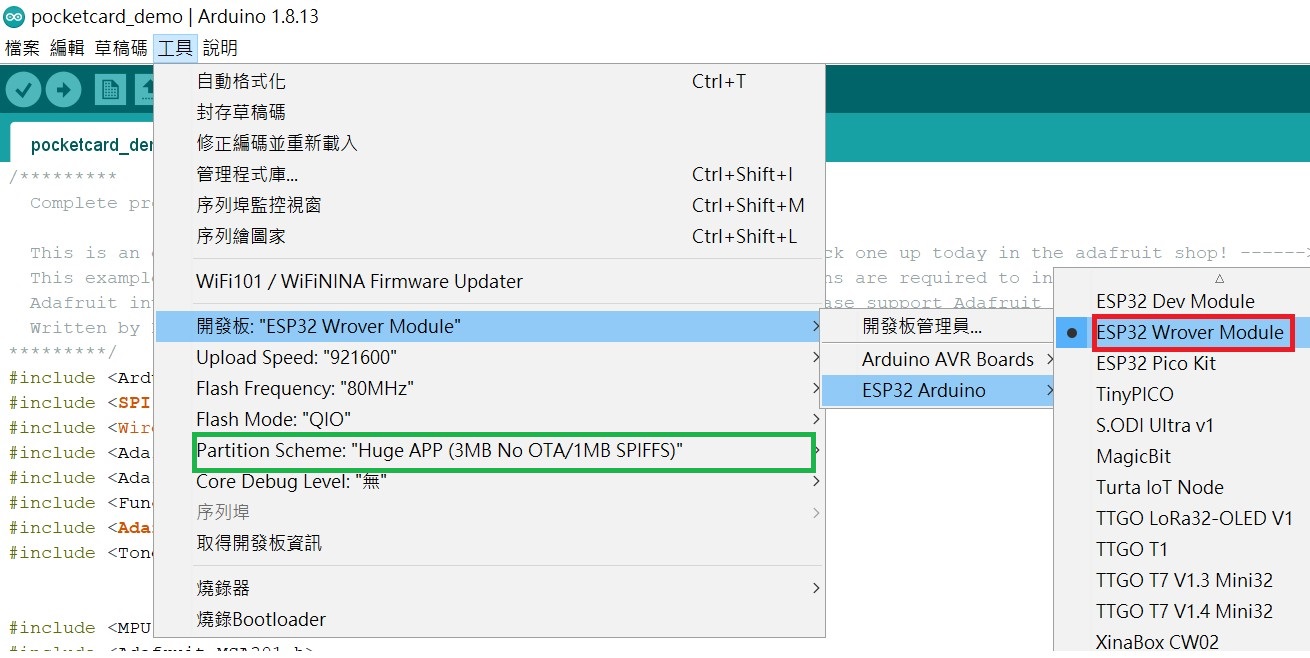 pocketcard_demo | Arduino 1.8.13
檔案 編輯 草稿碼 工具 說明
自動格式化 Ctrl+T
封存草稿碼
修正編碼並重新載入
管理程式庫... Ctrl+Shift+I
序列埠監控視窗 Ctrl+Shift+M
序列繪圖家 Ctrl+Shift+L
WiFi101 / WiFiNINA Firmware Updater
開發板: "ESP32 Wrover Module"
Upload Speed: "921600"
Flash Frequency: "80MHz"
Flash Mode: "QIO"
Partition Scheme: "Huge APP (3MB No OTA/1MB SPIFFS)"
Core Debug Level: "無"
序列埠
取得開發板資訊
燒錄器
燒錄Bootloader
開發板管理員...
Arduino AVR Boards
ESP32 Arduino
ESP32 Dev Module
ESP32 Wrover Module
ESP32 Pico Kit
TinyPICO
S.ODI Ultra v1
MagicBit
Turta IoT Node
TTGO LoRa32-OLED V1
TTGO T1
TTGO T7 V1.3 Mini32
TTGO T7 V1.4 Mini32
XinaBox CW02
pocketcard_der
/*********
Complete pr
This is an ck one up today in the adafruit shop! ------>
This example ns are required to in
Adafruit in ase support Adafruit
Written by
*********/
#include <Ard
#include <SPI
#include <Wire
#include <Ada
#include <Ada
#include <Fun
#include <Ada
#include <Ton
#include <MPU